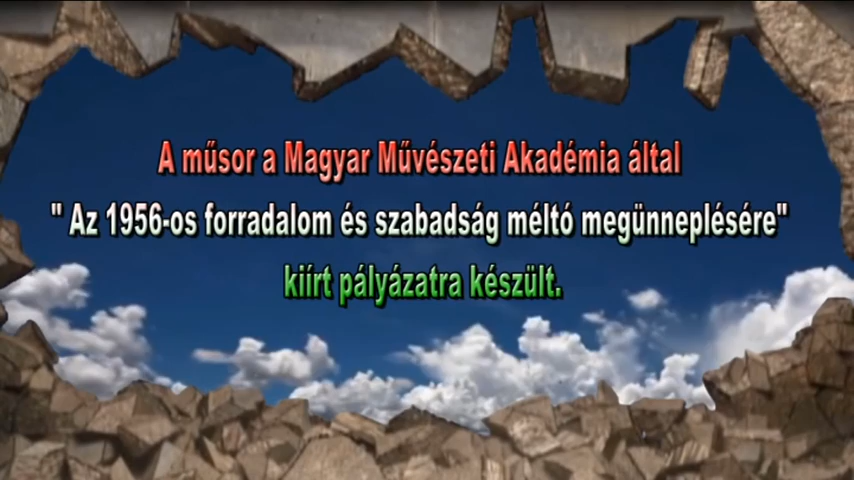 A műsor a Magyar Művészeti Akadémia által
" Az 1956-os forradalom és szabadság méltó megünneplésére"
kiírt pályázatra készült.